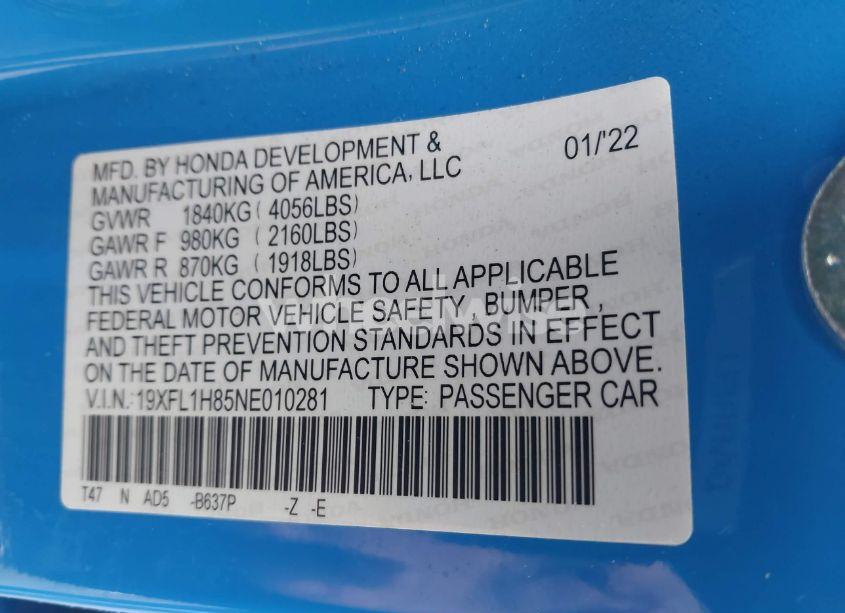 MFD. BY HONDA DEVELOPMENT & 01/'22
MANUFACTURING OF AMERICA, LLC
GVWR 1840KG ( 4056LBS)
GAWR F 980KG ( 2160LBS)
GAWR R 870KG ( 1918LBS)
THIS VEHICLE CONFORMS TO ALL APPLICABLE
FEDERAL MOTOR VEHICLE SAFETY, BUMPER,
AND THEFT PREVENTION STANDARDS IN EFFECT
ON THE DATE OF MANUFACTURE SHOWN ABOVE.
V.I.N.:19XFL1H85NE010281 TYPE: PASSENGER CAR
T47 N AD5 -B637P -Z -E